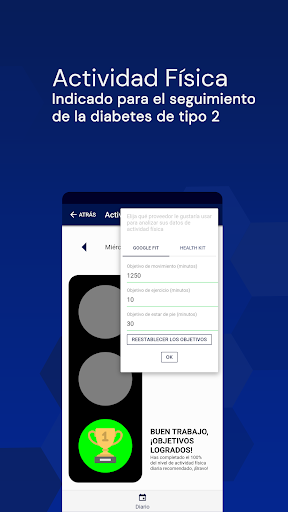 Actividad Física
Indicado para el seguimiento
de la diabetes de tipo 2
ATRÁS
Activ
Elija qué proveedor le gustaría usar
para analizar sus datos de
actividad física
GOOGLE FIT
HEALTH KIT
Miérc
Objetivo de movimiento (minutos)
1250
Objetivo de ejercicio (minutos)
10
Objetivo de estar de pie (minutos)
30
REESTABLECER LOS OBJETIVOS
OK
1
BUEN TRABAJO,
¡OBJETIVOS
LOGRADOS!
Has completado el 100%
del nivel de actividad física
diaria recomendado, ¡Bravo!
Diario